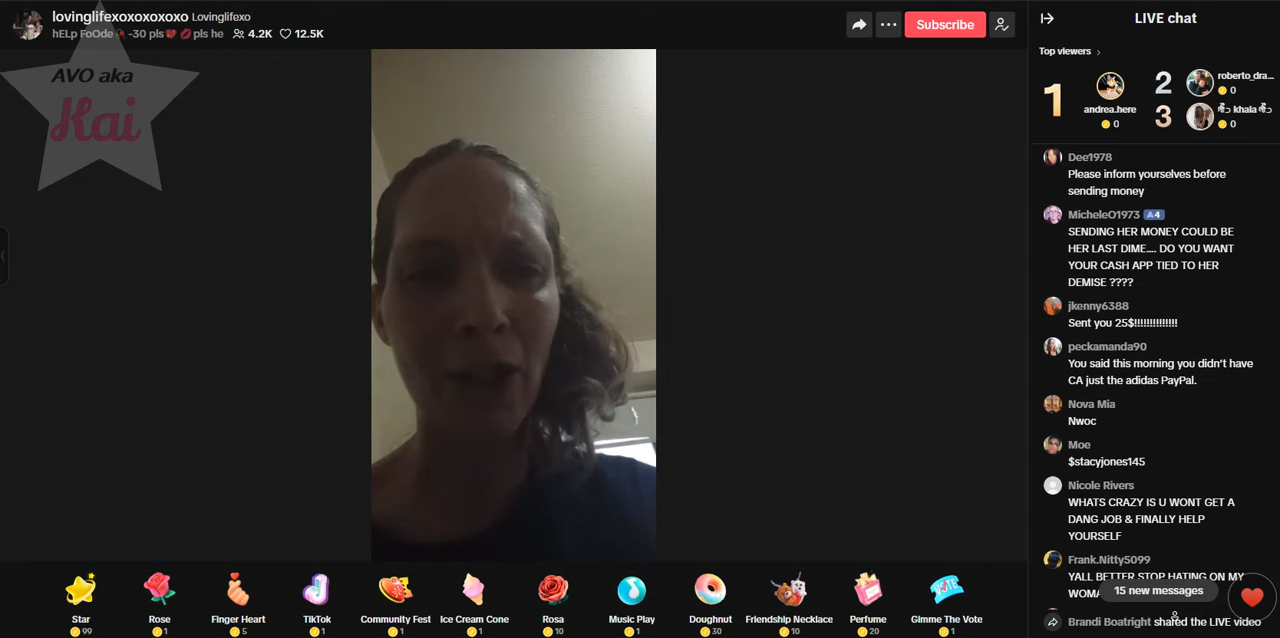 lovinglifexoxoxoxoxo Lovinglifexo
hELp FoOde -30 pls he 4.2K 12.5K
Subscribe
LIVE chat
AVO aka
Kai
Top viewers
1
andrea.here
0
2
roberto_dra...
0
3
khala
0
Dee1978
Please inform yourselves before
sending money
MicheleO1973 4
SENDING HER MONEY COULD BE
HER LAST DIME.... DO YOU WANT
YOUR CASH APP TIED TO HER
DEMISE ????
jkenny6388
Sent you 25$!!!!!!!!!!!!!!
peckamanda90
You said this morning you didn’t have
CA just the adidas PayPal.
Nova Mia
Nwoc
Moe
$stacyjones145
Nicole Rivers
WHATS CRAZY IS U WONT GET A
DANG JOB & FINALLY HELP
YOURSELF
Frank.Nitty5099
YALL BETTER STOP HATING ON MY
15 new messages
Brandi Boatright shared the LIVE video
Star
99
Rose
1
Finger Heart
5
TikTok
1
Community Fest
1
Ice Cream Cone
1
Rosa
10
Music Play
1
Doughnut
30
Friendship Necklace
10
Perfume
20
GImme The Vote
1